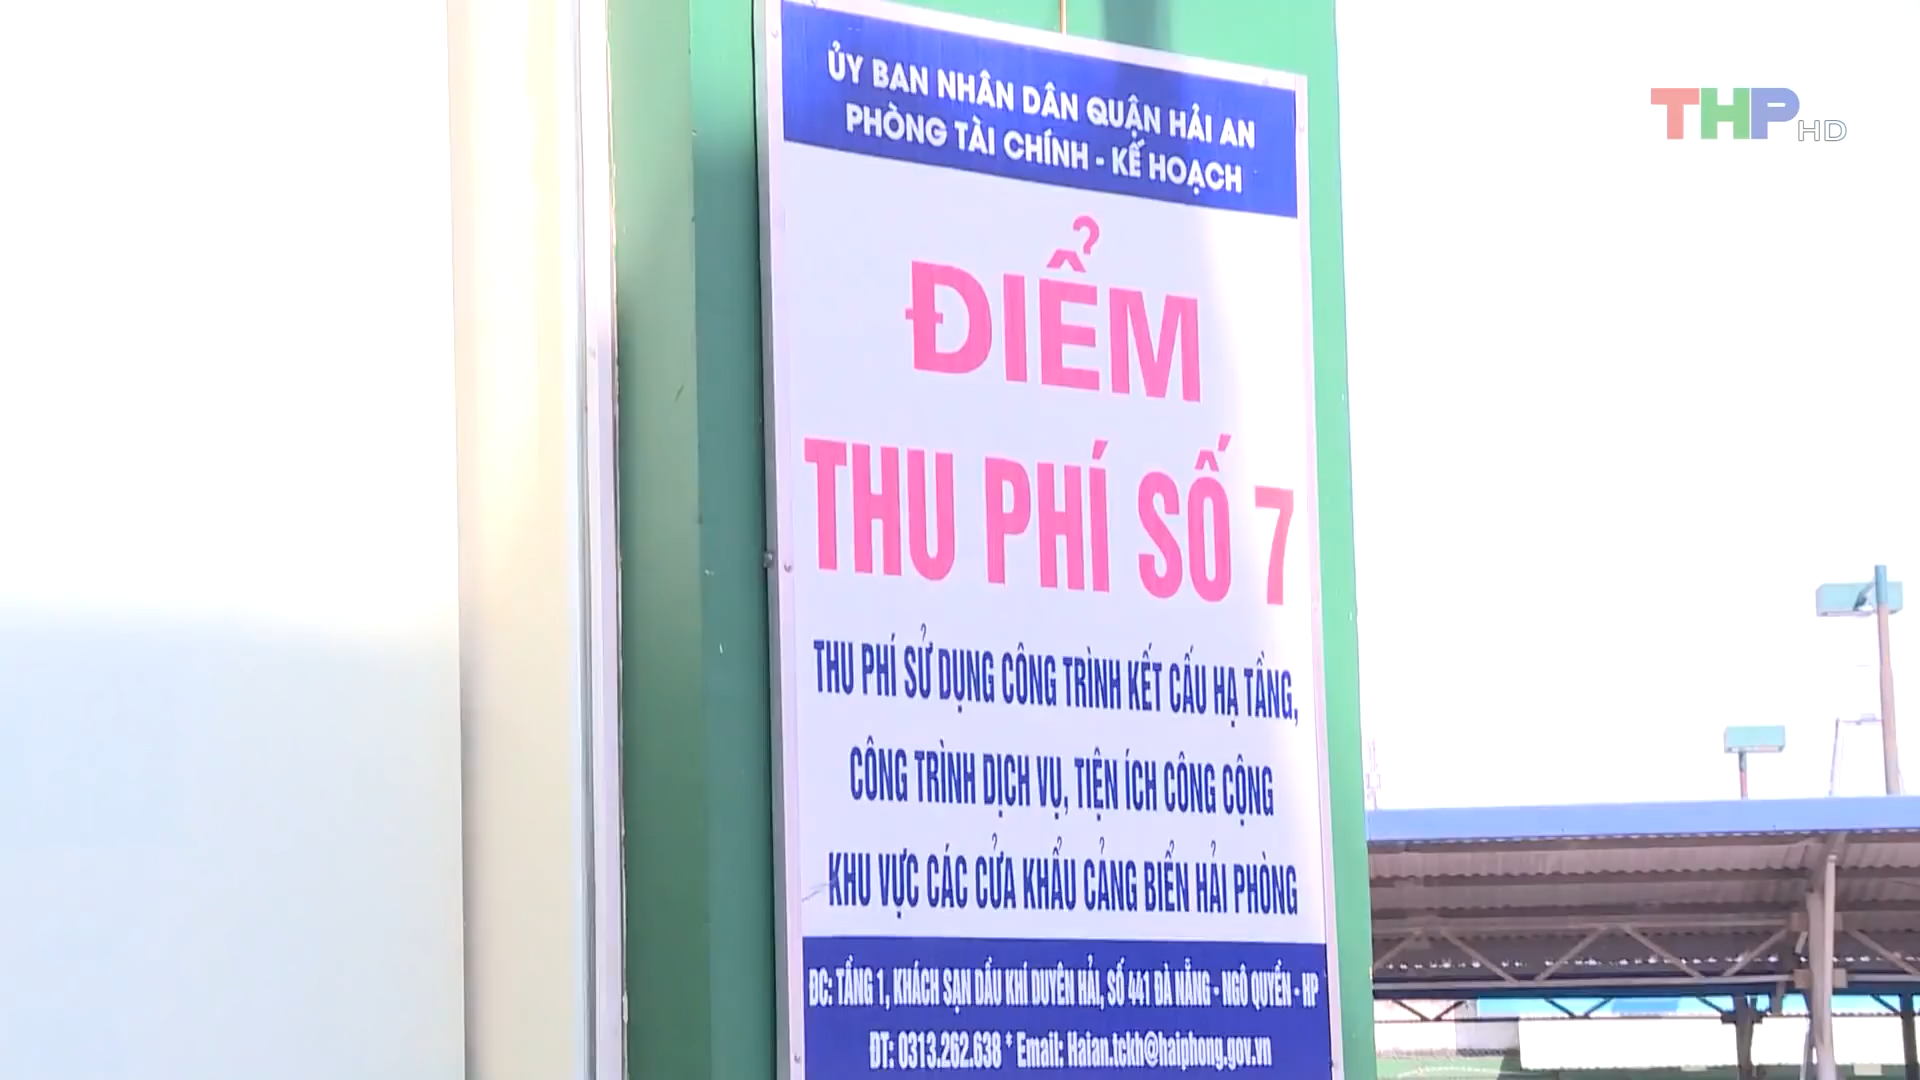 ỦY BAN NHÂN DÂN QUẬN HẢI AN
PHÒNG TÀI CHÍNH - KẾ HOẠCH
ĐIỂM
THU PHÍ SỐ 7
THU PHÍ SỬ DỤNG CÔNG TRÌNH KẾT CẤU HẠ TẦNG,
CÔNG TRÌNH DỊCH VỤ, TIỆN ÍCH CÔNG CỘNG
KHU VỰC CÁC CỬA KHẨU CẢNG BIỂN HẢI PHÒNG
ĐC: TẦNG 1, KHÁCH SẠN DẦU KHÍ DUYÊN HẢI, SỐ 441 ĐÀ NẴNG - NGÔ QUYỀN - HP
ĐT: 0313.262.638 * Email: Haian.tckh@haiphong.gov.vn
THP HD